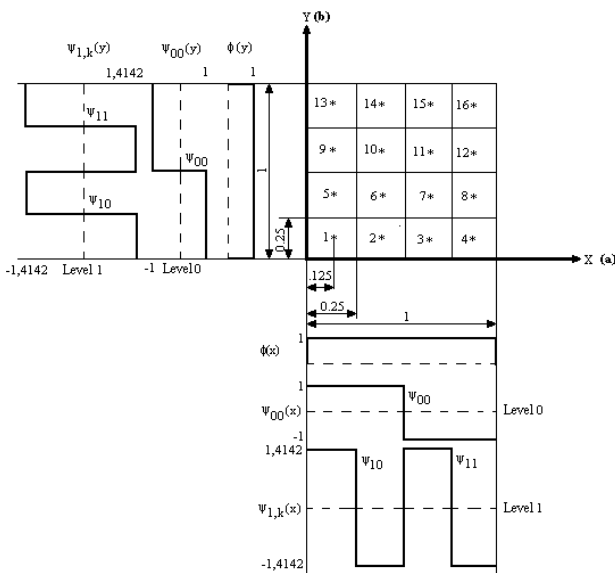 Y (b)
Ψ1,k(y) Ψ00(y) ϕ(y)
1,4142 1 1
Ψ11
Ψ00
Ψ10
-1,4142 Level 1 -1 Level0
1
0.25
13* 14* 15* 16*
9* 10* 11* 12*
5* 6* 7* 8*
1* 2* 3* 4*
X (a)
.125
0.25
1
1
ϕ(x)
1
Ψ00
Ψ00(x) Level 0
-1
1,4142
Ψ10 Ψ11
Ψ1,k(x) Level 1
-1,4142